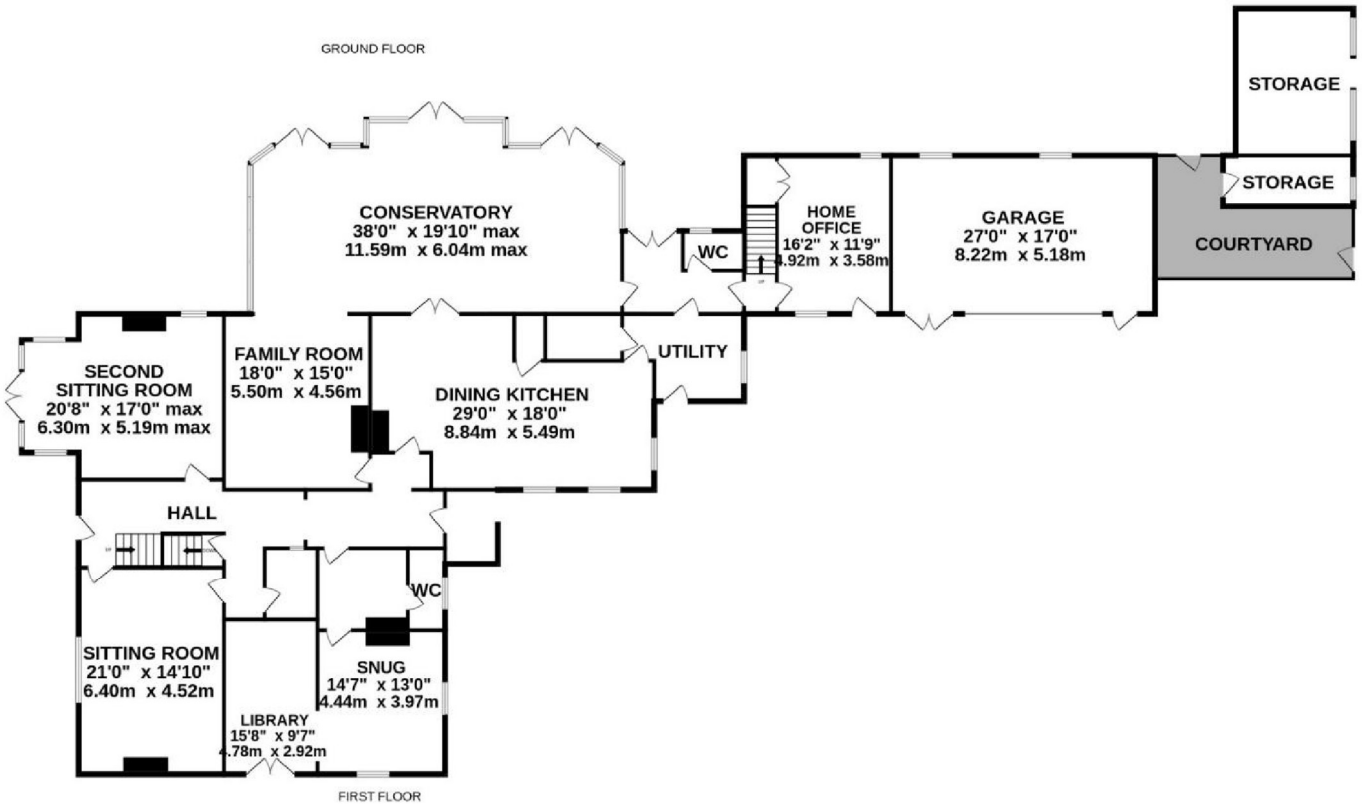 GROUND FLOOR
STORAGE
STORAGE
COURTYARD
CONSERVATORY
38'0" x 19'10" max
11.59m x 6.04m max
WC
HOME
OFFICE
16'2" x 11'9"
4.92m x 3.58m
UP
GARAGE
27'0" x 17'0"
8.22m x 5.18m
SECOND
SITTING ROOM
20'8" x 17'0" max
6.30m x 5.19m max
FAMILY ROOM
18'0" x 15'0"
5.50m x 4.56m
DINING KITCHEN
29'0" x 18'0"
8.84m x 5.49m
UTILITY
HALL
UP
WC
SITTING ROOM
21'0" x 14'10"
6.40m x 4.52m
LIBRARY
15'8" x 9'7"
4.78m x 2.92m
SNUG
14'7" x 13'0"
4.44m x 3.97m
FIRST FLOOR